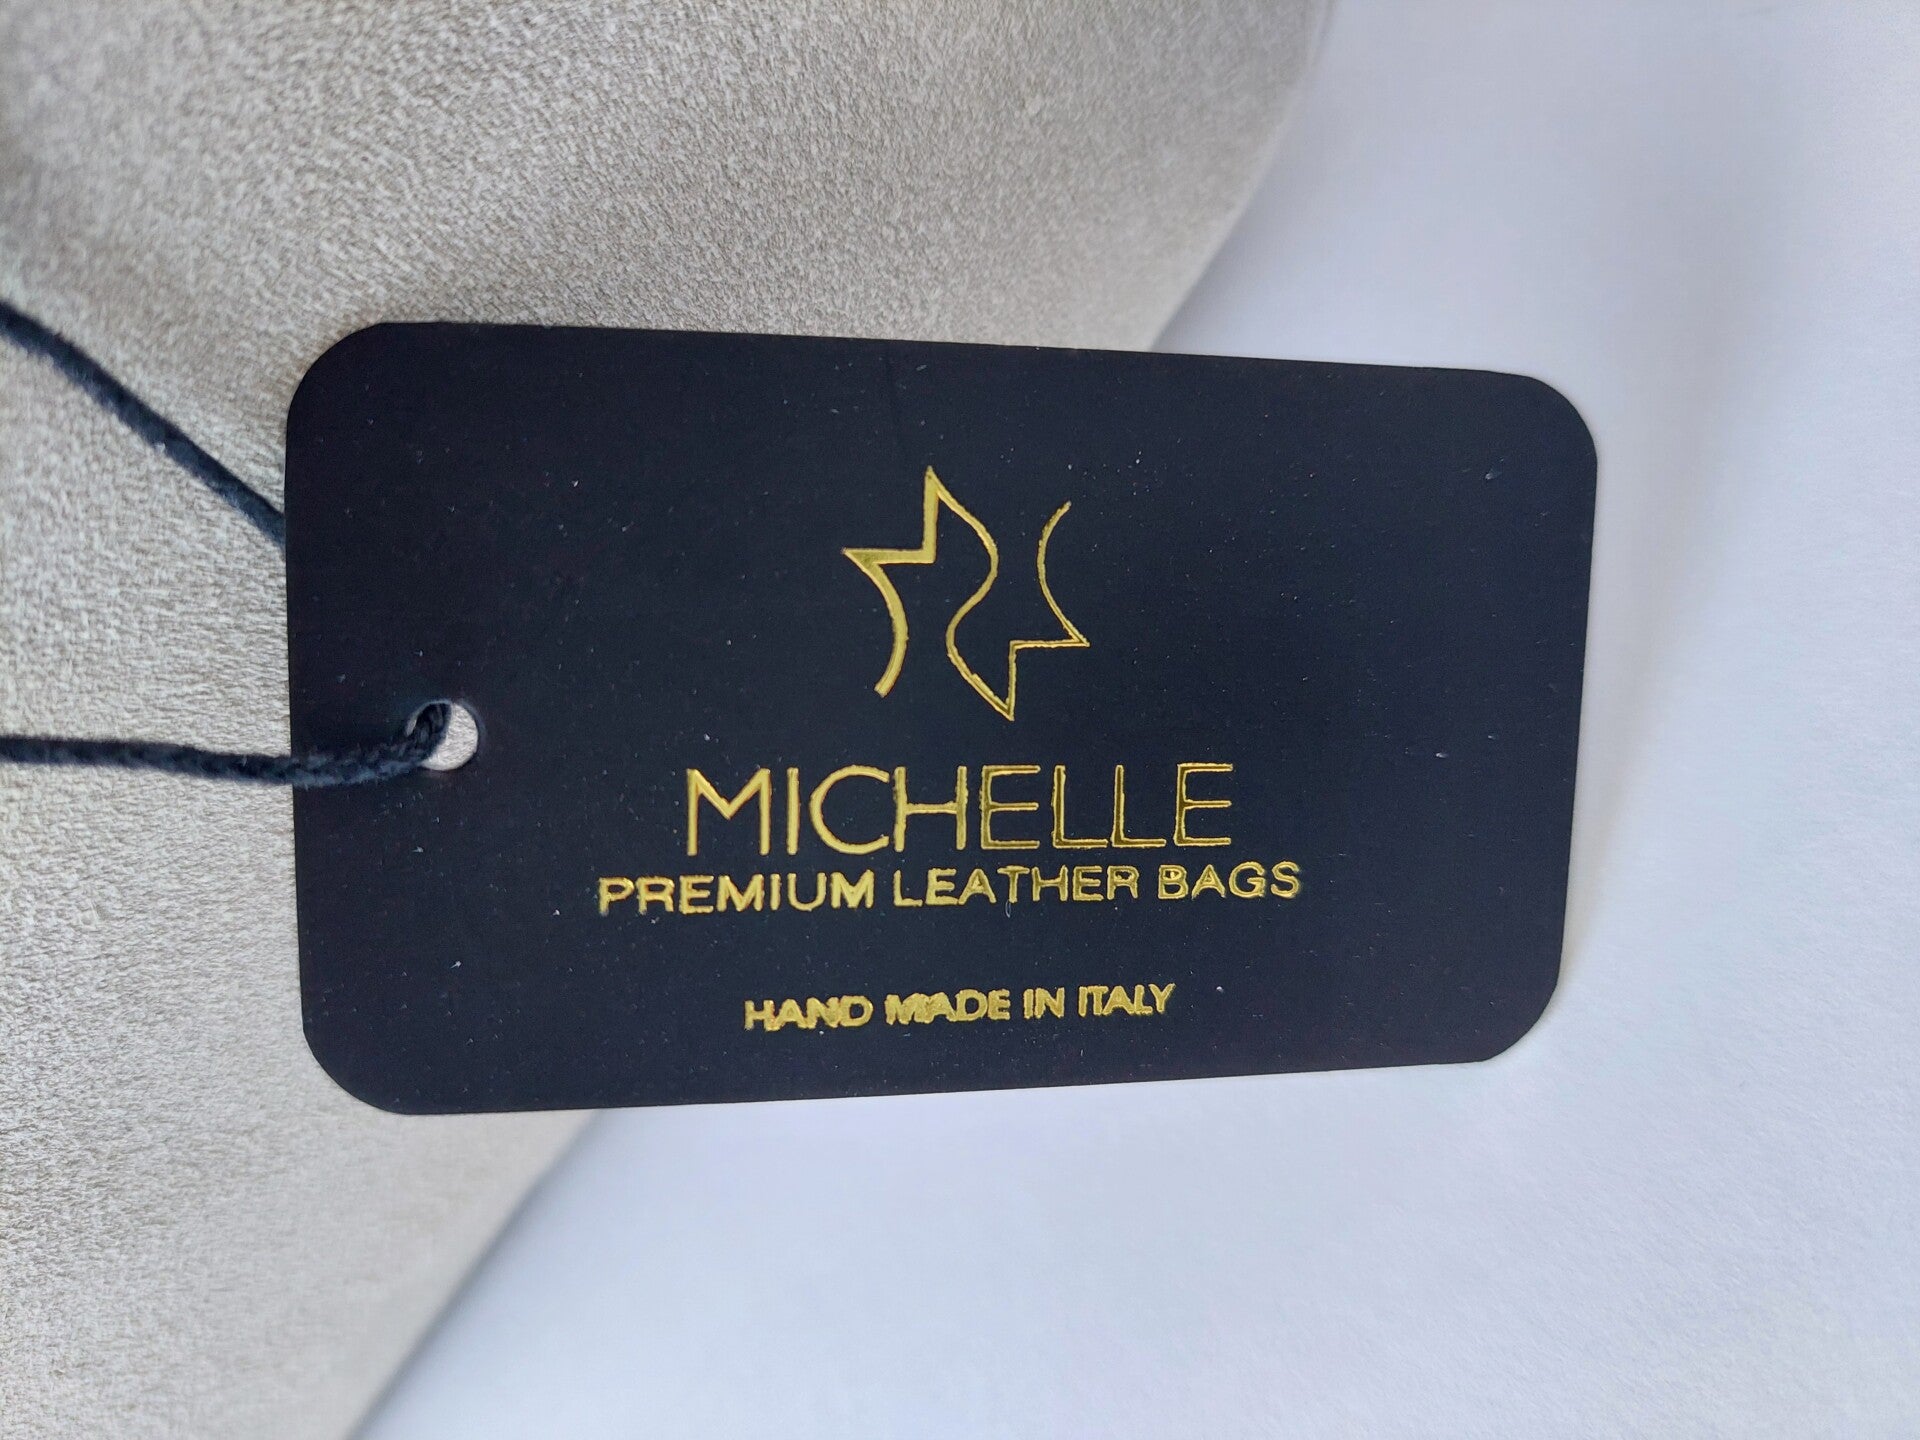 MICHELLE
PREMIUM LEATHER BAGS
HAND MADE IN ITALY